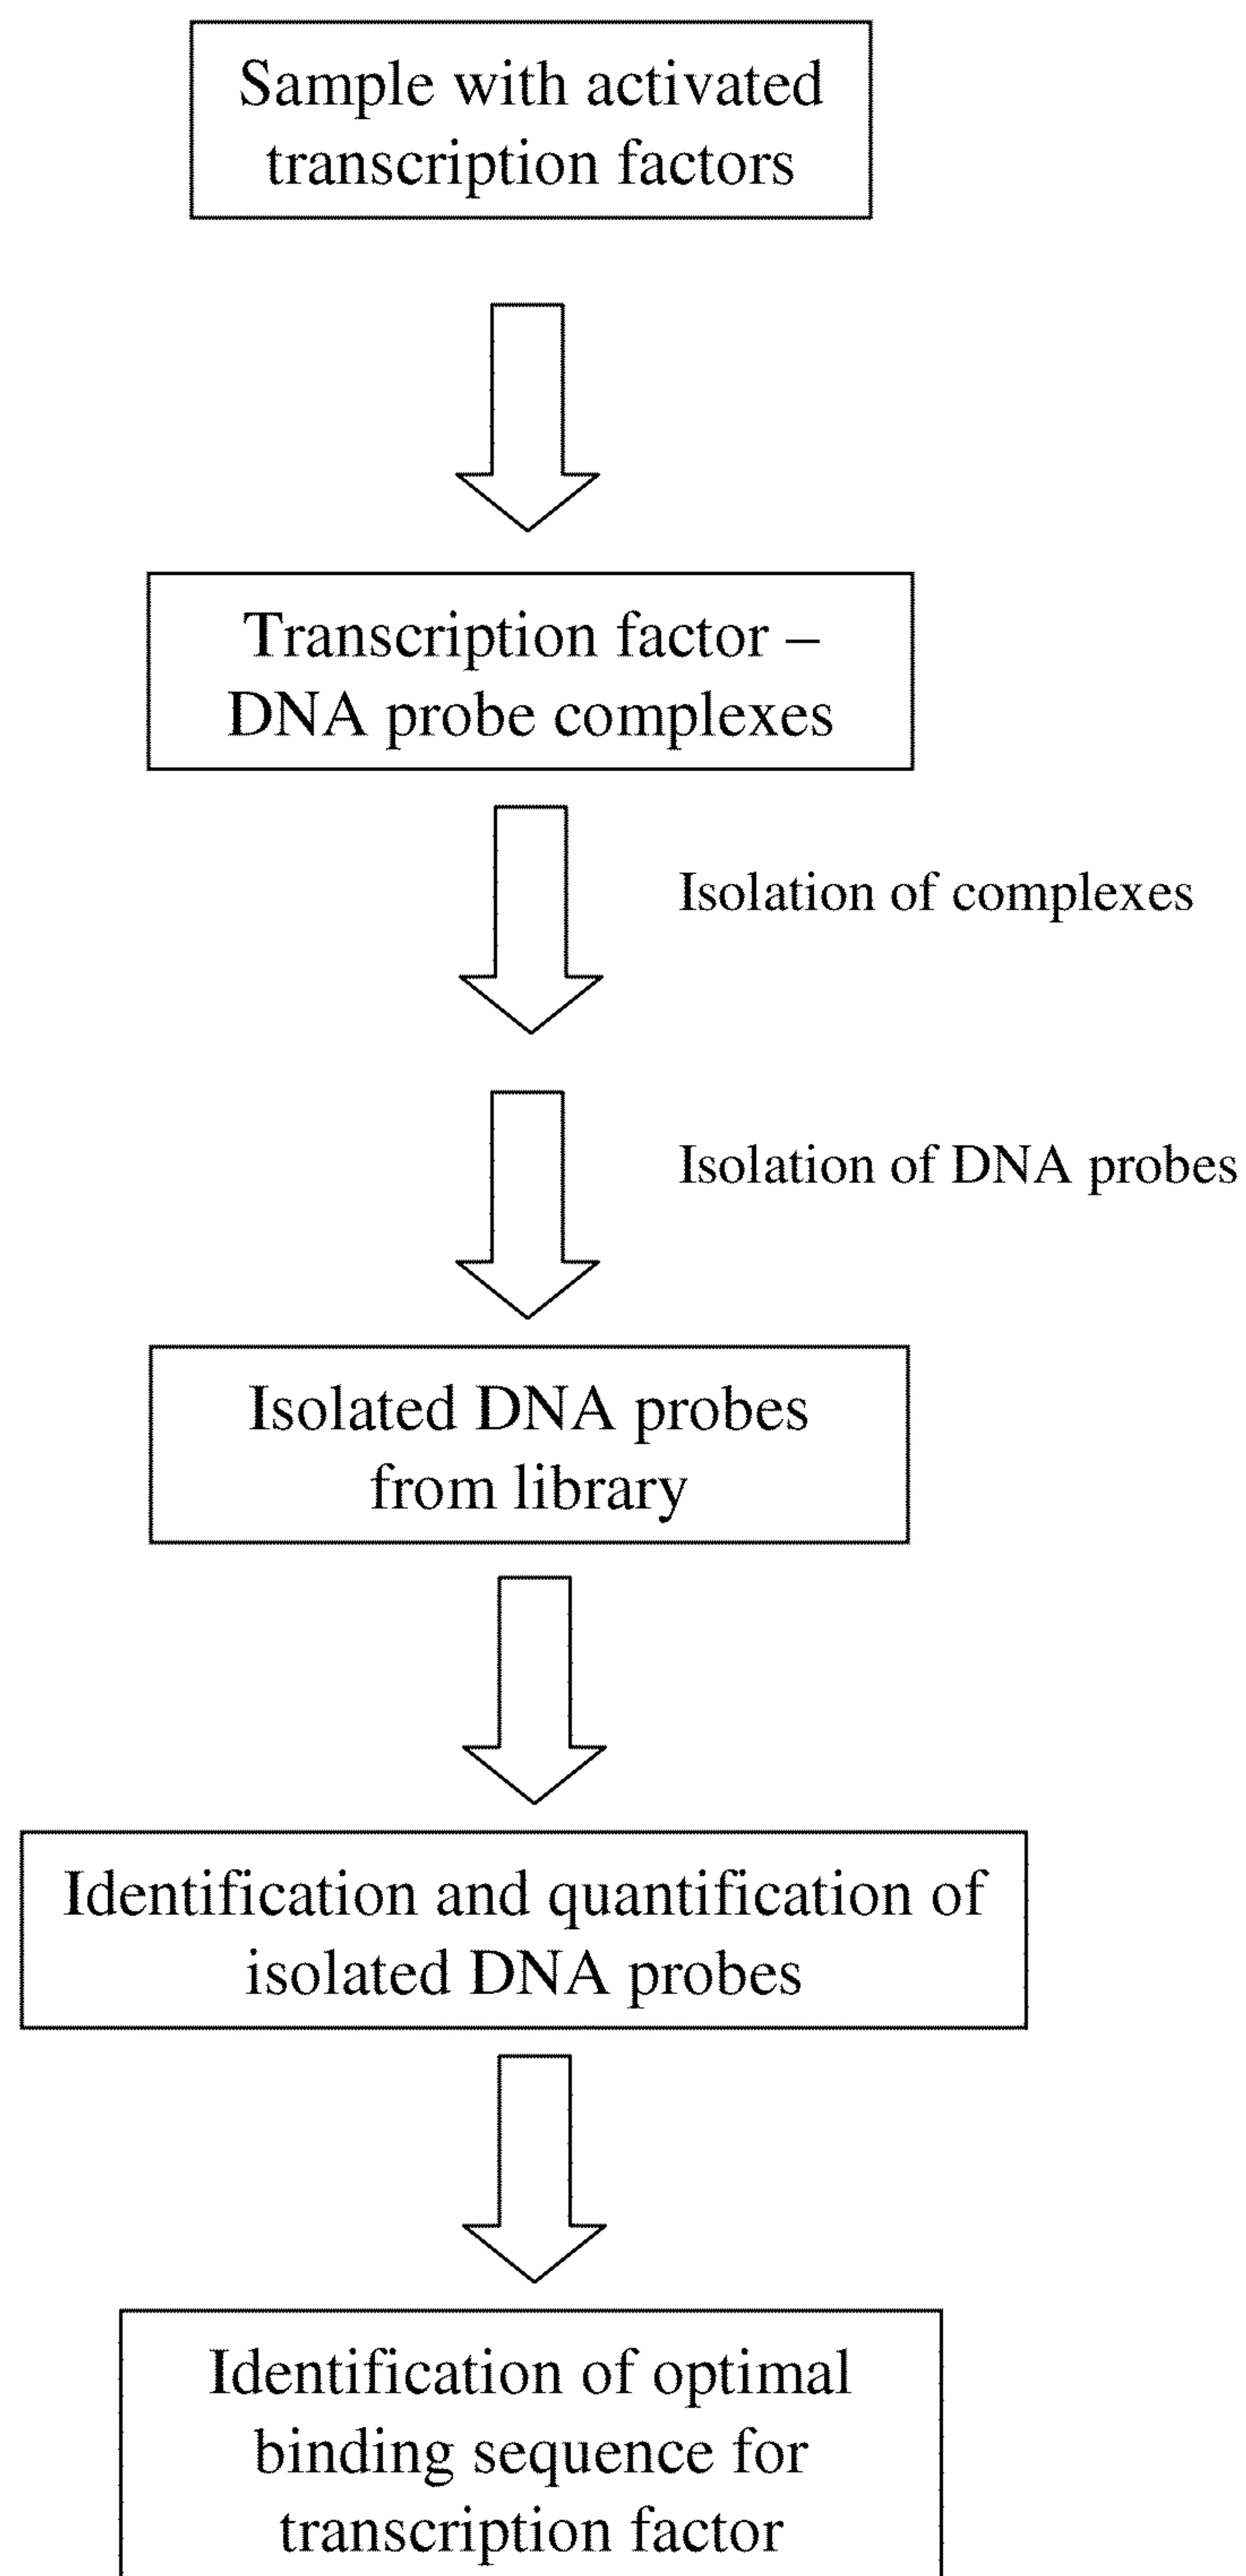 Sample with activated
transcription factors
Transcription factor –
DNA probe complexes
Isolation of complexes
Isolation of DNA probes
Isolated DNA probes
from library
Identification and quantification of
isolated DNA probes
Identification of optimal
binding sequence for
transcription factor